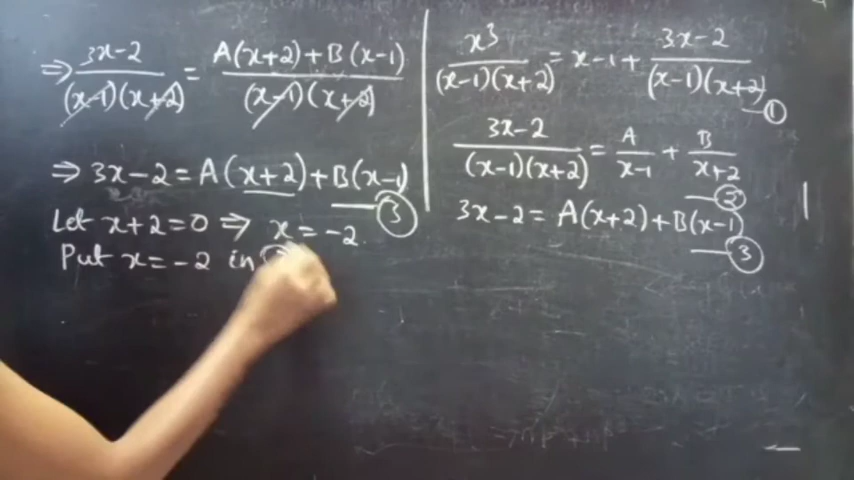 ⇒ (3x-2)/((x-1)(x+2)) = (A(x+2)+B(x-1))/((x-1)(x+2))
⇒ 3x-2 = A(x+2)+B(x-1)
③
Let x+2=0 ⇒ x=-2.
Put x=-2 in
x³/((x-1)(x+2)) = x-1+ (3x-2)/((x-1)(x+2))
①
(3x-2)/((x-1)(x+2)) = A/(x-1) + B/(x+2)
②
3x-2 = A(x+2)+B(x-1)
③